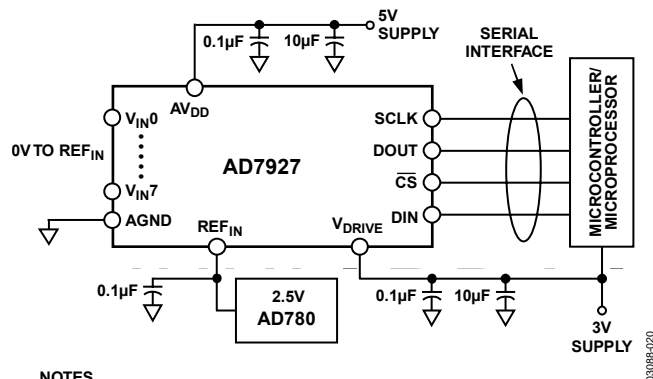 5V
SUPPLY
0.1µF
10µF
SERIAL
INTERFACE
AVDD
VIN0
0V TO REFIN
VIN7
AGND
AD7927
SCLK
DOUT
CS
DIN
REFIN
VDRIVE
MICROCONTROLLER/
MICROPROCESSOR
0.1µF
2.5V
AD780
0.1µF
10µF
3V
SUPPLY
NOTES
03088-020